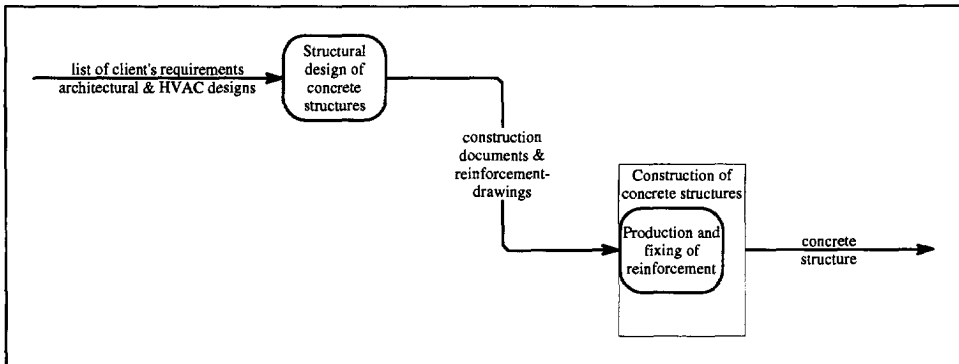 list of client's requirements
architectural & HVAC designs
Structural
design of
concrete
structures
construction
documents &
reinforcement-
drawings
Construction of
concrete structures
Production and
fixing of
reinforcement
concrete
structure